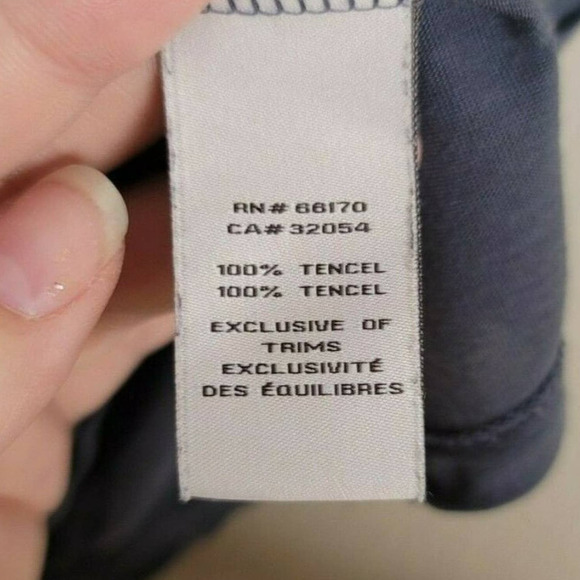 RN# 66170
CA# 32054
100% TENCEL
100% TENCEL
EXCLUSIVE OF
TRIMS
EXCLUSIVITÉ
DES ÉQUILIBRES